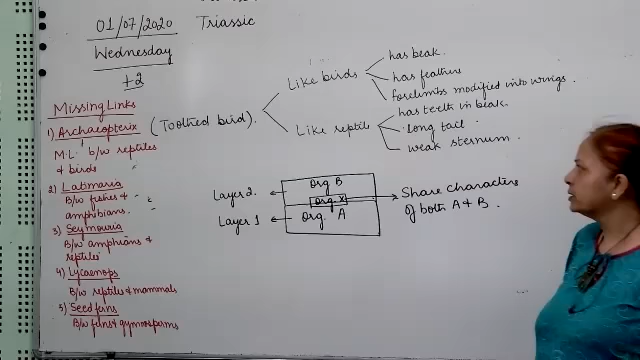 01/07/2020
Triassic
Wednesday
+2
Missing Links
1) Archaeopterix (Toothed bird).
M.L. b/w reptiles
& birds
2) Latimaria
B/w fishes &
amphibians.
3) Seymouria
B/w amphians &
reptiles
4) Lycaenops
B/w reptiles & mammals
5) Seed ferns
B/w ferns & gymnosperms
Like birds
has beak.
has feathers
forelimbs modified into wings.
Like reptile
has teeth in beak.
long tail.
weak sternum.
Layer 2.
Org B
Org X
Layer 1
Org A
Share characters
of both A & B.